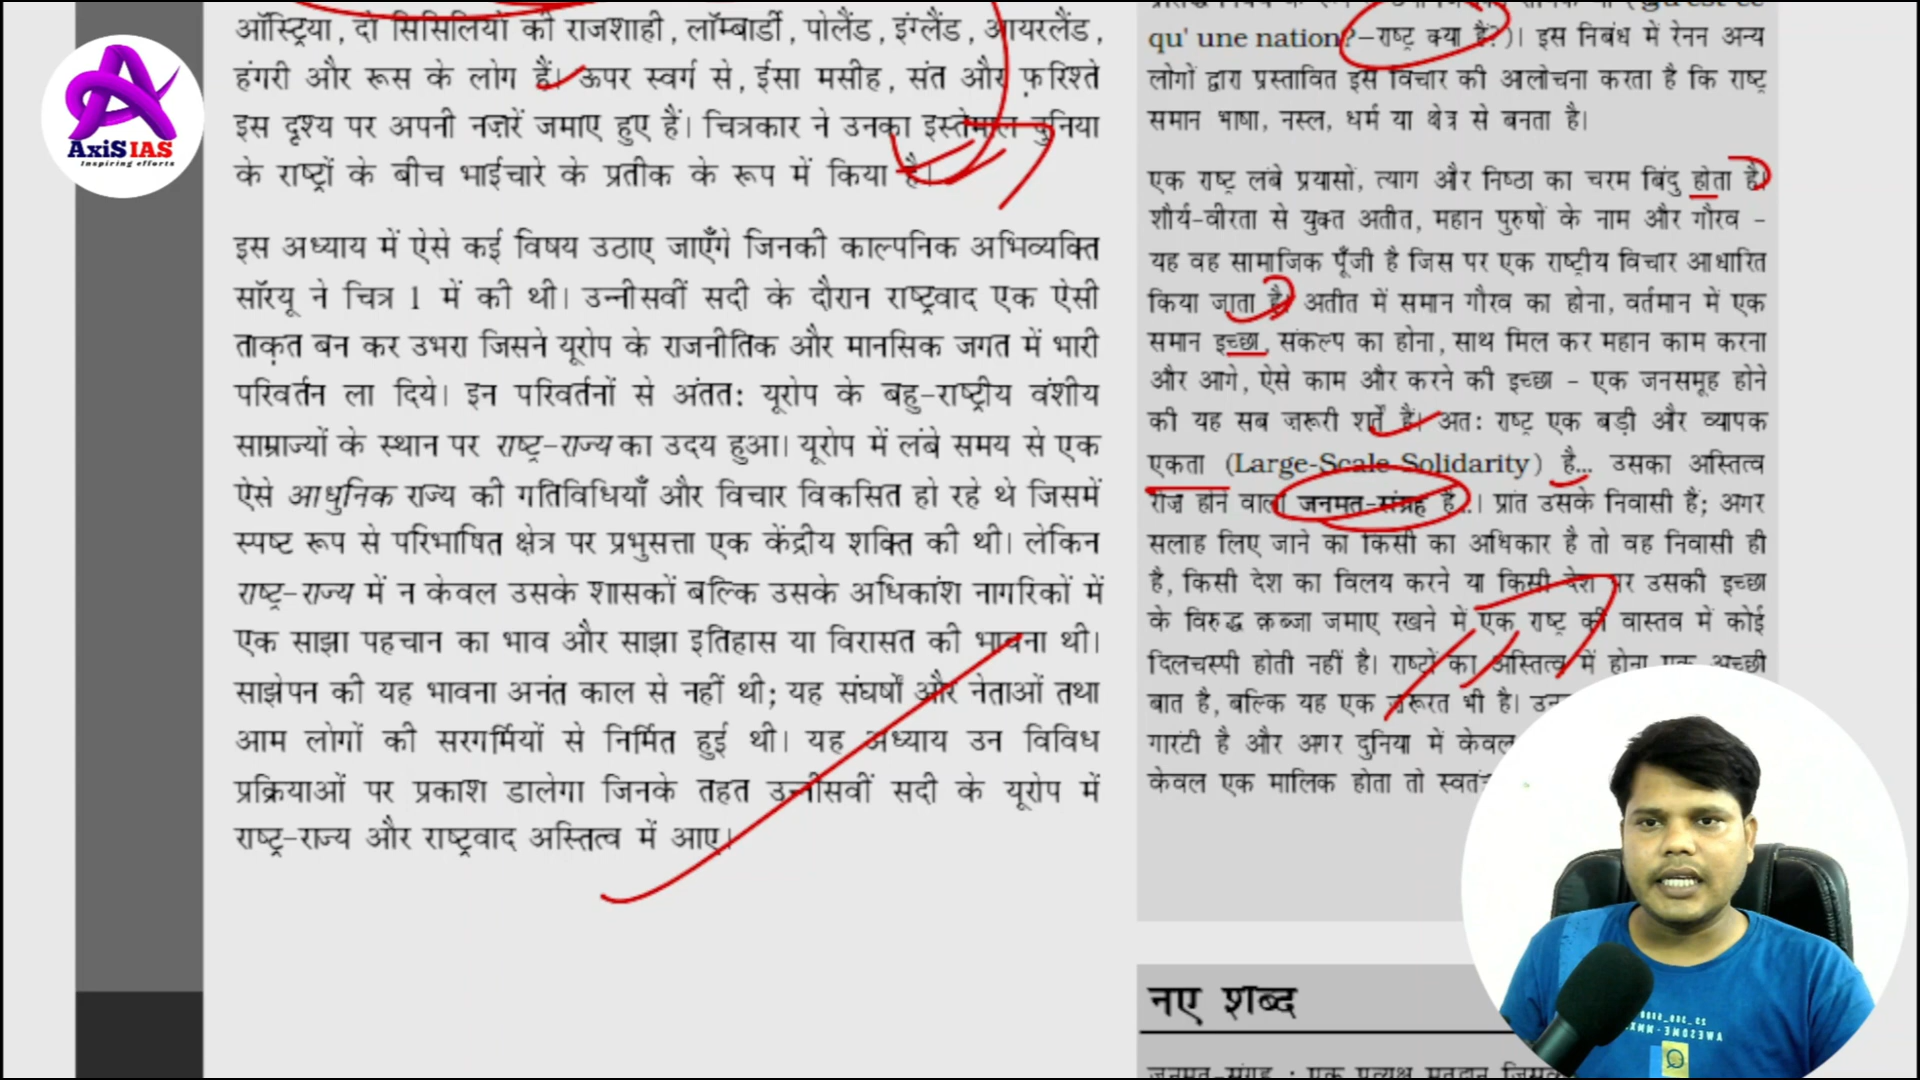 AxiS IAS
Inspiring efforts
ऑस्ट्रिया, दो सिसिलियों की राजशाही, लॉम्बार्डी, पोलैंड, इंग्लैंड, आयरलैंड,
हंगरी और रूस के लोग हैं। ऊपर स्वर्ग से, ईसा मसीह, संत और फ़रिश्ते
इस दृश्य पर अपनी नज़रें जमाए हुए हैं। चित्रकार ने उनका इस्तेमाल दुनिया
के राष्ट्रों के बीच भाईचारे के प्रतीक के रूप में किया है।
इस अध्याय में ऐसे कई विषय उठाए जाएँगे जिनकी काल्पनिक अभिव्यक्ति
सॉरयू ने चित्र 1 में की थी। उन्नीसवीं सदी के दौरान राष्ट्रवाद एक ऐसी
ताक़त बन कर उभरा जिसने यूरोप के राजनीतिक और मानसिक जगत में भारी
परिवर्तन ला दिये। इन परिवर्तनों से अंततः यूरोप के बहु-राष्ट्रीय वंशीय
साम्राज्यों के स्थान पर राष्ट्र-राज्य का उदय हुआ। यूरोप में लंबे समय से एक
ऐसे आधुनिक राज्य की गतिविधियाँ और विचार विकसित हो रहे थे जिसमें
स्पष्ट रूप से परिभाषित क्षेत्र पर प्रभुसत्ता एक केंद्रीय शक्ति की थी। लेकिन
राष्ट्र-राज्य में न केवल उसके शासकों बल्कि उसके अधिकांश नागरिकों में
एक साझा पहचान का भाव और साझा इतिहास या विरासत की भावना थी।
साझेपन की यह भावना अनंत काल से नहीं थी; यह संघर्षों और नेताओं तथा
आम लोगों की सरगर्मियों से निर्मित हुई थी। यह अध्याय उन विविध
प्रक्रियाओं पर प्रकाश डालेगा जिनके तहत उन्नीसवीं सदी के यूरोप में
राष्ट्र-राज्य और राष्ट्रवाद अस्तित्व में आए।
qu' une nation?-राष्ट्र क्या है?)। इस निबंध में रेनन अन्य
लोगों द्वारा प्रस्तावित इस विचार की आलोचना करता है कि राष्ट्र
समान भाषा, नस्ल, धर्म या क्षेत्र से बनता है।
एक राष्ट्र लंबे प्रयासों, त्याग और निष्ठा का चरम बिंदु होता है।
शौर्य-वीरता से युक्त अतीत, महान पुरुषों के नाम और गौरव -
यह वह सामाजिक पूँजी है जिस पर एक राष्ट्रीय विचार आधारित
किया जाता है। अतीत में समान गौरव का होना, वर्तमान में एक
समान इच्छा, संकल्प का होना, साथ मिल कर महान काम करना
और आगे, ऐसे काम और करने की इच्छा - एक जनसमूह होने
की यह सब ज़रूरी शर्तें हैं। अतः राष्ट्र एक बड़ी और व्यापक
एकता (Large-Scale Solidarity) है... उसका अस्तित्व
रोज़ होने वाला जनमत-संग्रह है...। प्रांत उसके निवासी हैं; अगर
सलाह लिए जाने का किसी का अधिकार है तो वह निवासी ही
है, किसी देश का विलय करने या किसी देश पर उसकी इच्छा
के विरुद्ध क़ब्ज़ा जमाए रखने में एक राष्ट्र की वास्तव में कोई
दिलचस्पी होती नहीं है। राष्ट्रों का अस्तित्व में होना एक अच्छी
बात है, बल्कि यह एक ज़रूरत भी है।
गारंटी है और अगर दुनिया में केवल
केवल एक मालिक होता तो
नए शब्द